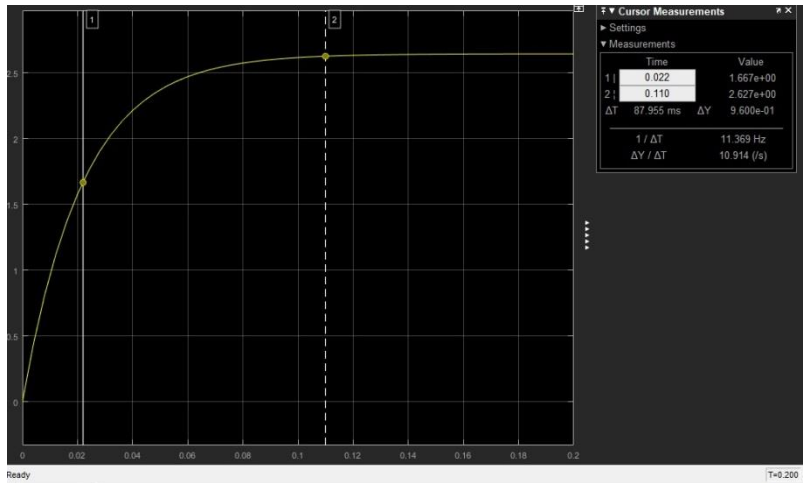 1
2
2.5
2
1.5
1
0.5
0
0 0.02 0.04 0.06 0.08 0.1 0.12 0.14 0.16 0.18 0.2
Cursor Measurements
Settings
Measurements
Time Value
1 | 0.022 1.667e+00
2 ¦ 0.110 2.627e+00
ΔT 87.955 ms ΔY 9.600e-01
1 / ΔT 11.369 Hz
ΔY / ΔT 10.914 (/s)
Ready T=0.200